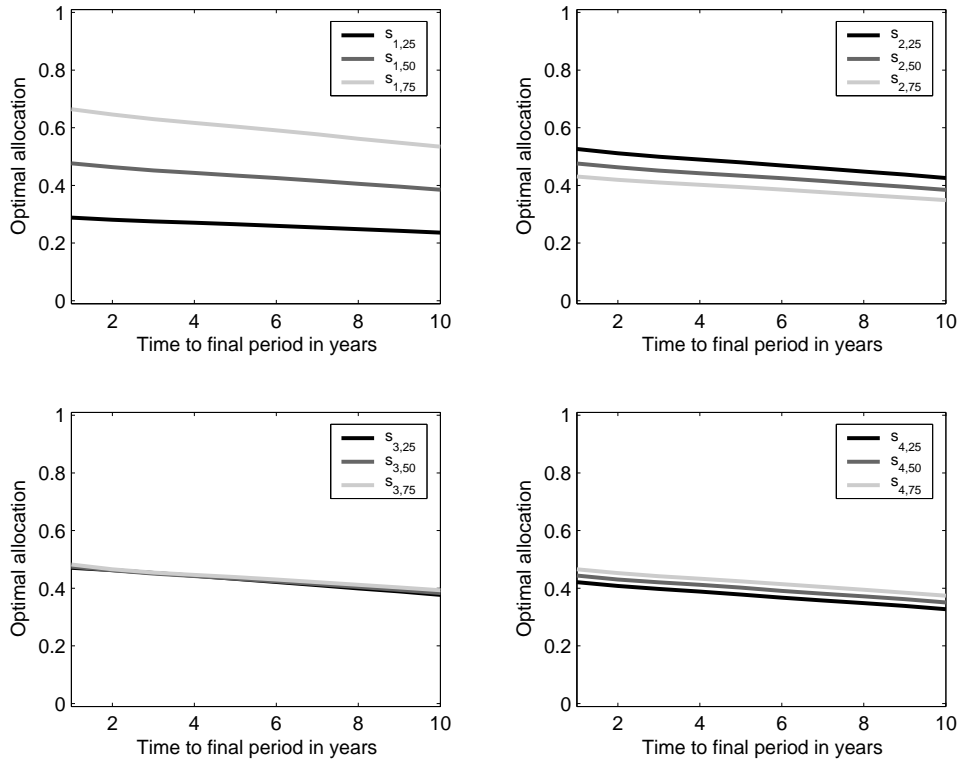 1
0.8
0.6
0.4
0.2
0
Optimal allocation
s1,25
s1,50
s1,75
2 4 6 8 10
Time to final period in years
1
0.8
0.6
0.4
0.2
0
Optimal allocation
s2,25
s2,50
s2,75
2 4 6 8 10
Time to final period in years
1
0.8
0.6
0.4
0.2
0
Optimal allocation
s3,25
s3,50
s3,75
2 4 6 8 10
Time to final period in years
1
0.8
0.6
0.4
0.2
0
Optimal allocation
s4,25
s4,50
s4,75
2 4 6 8 10
Time to final period in years